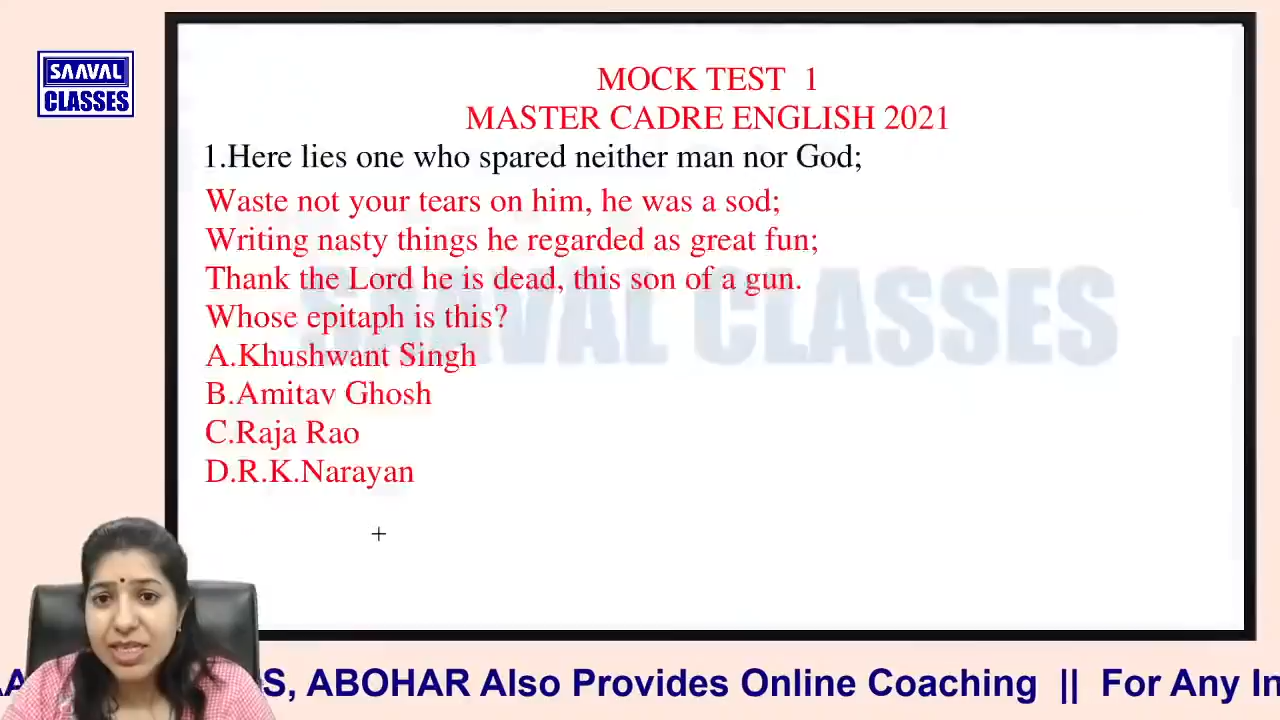 SAAVAL
CLASSES
MOCK TEST 1
MASTER CADRE ENGLISH 2021
1.Here lies one who spared neither man nor God;
Waste not your tears on him, he was a sod;
Writing nasty things he regarded as great fun;
Thank the Lord he is dead, this son of a gun.
Whose epitaph is this?
A.Khushwant Singh
B.Amitav Ghosh
C.Raja Rao
D.R.K.Narayan
SAAVAL CLASSES
S, ABOHAR Also Provides Online Coaching || For Any In